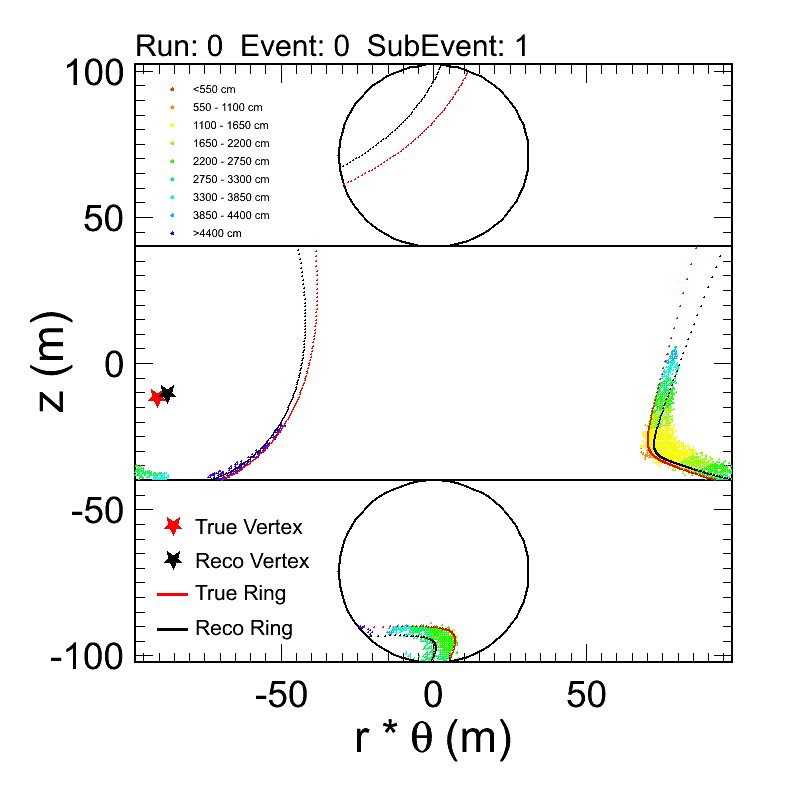 Run: 0 Event: 0 SubEvent: 1
100
<550 cm
550 - 1100 cm
1100 - 1650 cm
1650 - 2200 cm
2200 - 2750 cm
2750 - 3300 cm
3300 - 3850 cm
3850 - 4400 cm
>4400 cm
50
0
z (m)
-50
True Vertex
Reco Vertex
True Ring
Reco Ring
-100
-50 0 50
r * θ (m)